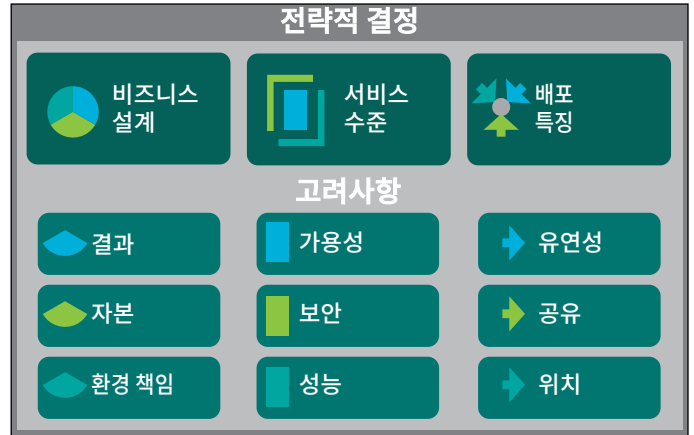 전략적 결정
비즈니스
설계
서비스
수준
배포
특징
고려사항
결과
가용성
유연성
자본
보안
공유
환경 책임
성능
위치